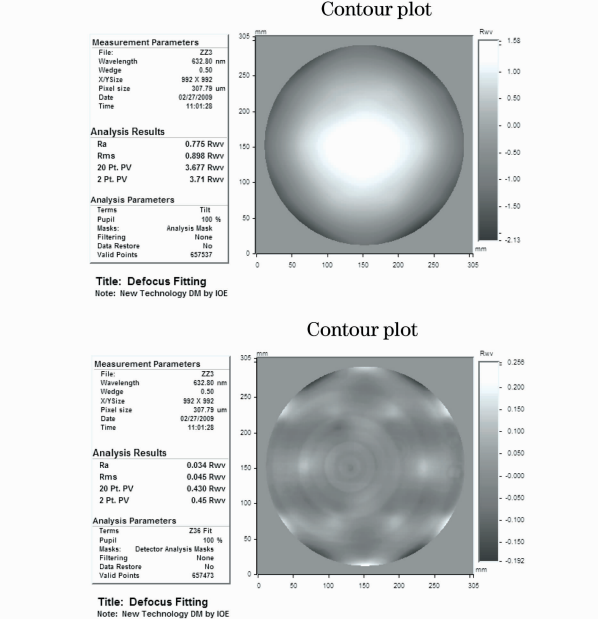 Contour plot
Measurement Parameters
File: ZZ3
Wavelength 632.80 nm
Wedge 0.50
X/YSize 992 X 992
Pixel size 307.79 um
Date 02/27/2009
Time 11:01:28
Analysis Results
Ra 0.775 Rwv
Rms 0.898 Rwv
20 Pt. PV 3.677 Rwv
2 Pt. PV 3.71 Rwv
Analysis Parameters
Terms Tilt
Pupil 100 %
Masks: Analysis Mask
Filtering None
Data Restore No
Valid Points 657537
Title: Defocus Fitting
Note: New Technology DM by IOE
mm
305
250
200
150
100
50
0
0 50 100 150 200 250 305
mm
Rwv
1.58
1.00
0.50
0.00
-0.50
-1.00
-1.50
-2.13
Contour plot
Measurement Parameters
File: ZZ3
Wavelength 632.80 nm
Wedge 0.50
X/YSize 992 X 992
Pixel size 307.79 um
Date 02/27/2009
Time 11:01:28
Analysis Results
Ra 0.034 Rwv
Rms 0.045 Rwv
20 Pt. PV 0.430 Rwv
2 Pt. PV 0.45 Rwv
Analysis Parameters
Terms Z36 Fit
Pupil 100 %
Masks: Detector Analysis Masks
Filtering None
Data Restore No
Valid Points 657473
Title: Defocus Fitting
Note: New Technology DM by IOE
mm
305
250
200
150
100
50
0
0 50 100 150 200 250 305
mm
Rwv
0.256
0.200
0.150
0.100
0.050
0.000
-0.050
-0.100
-0.150
-0.192